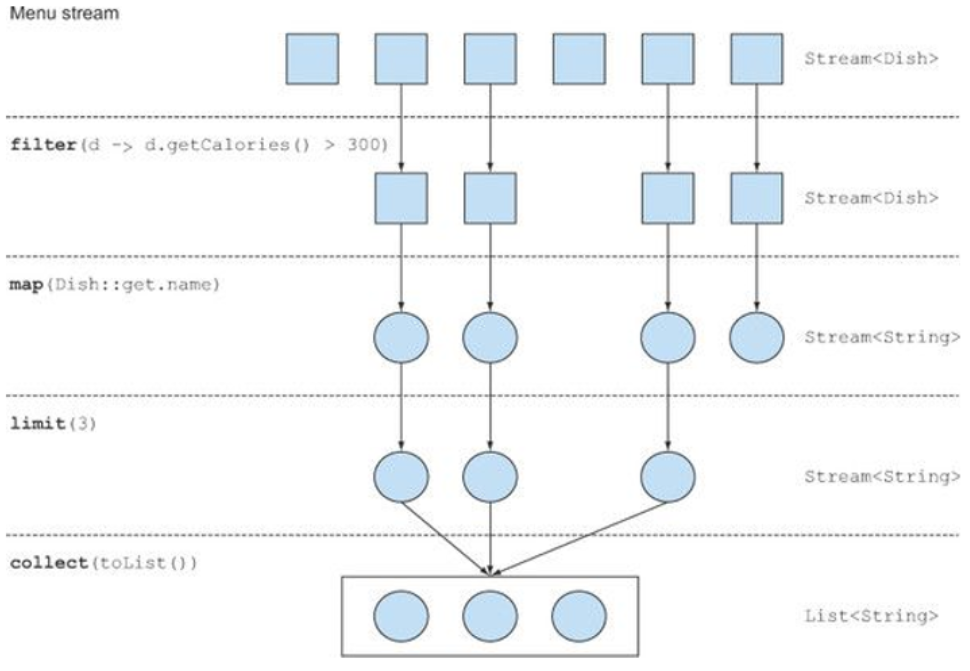 Menu stream
Stream<Dish>
filter(d -> d.getCalories() > 300)
Stream<Dish>
map(Dish::get.name)
Stream<String>
limit(3)
Stream<String>
collect(toList())
List<String>